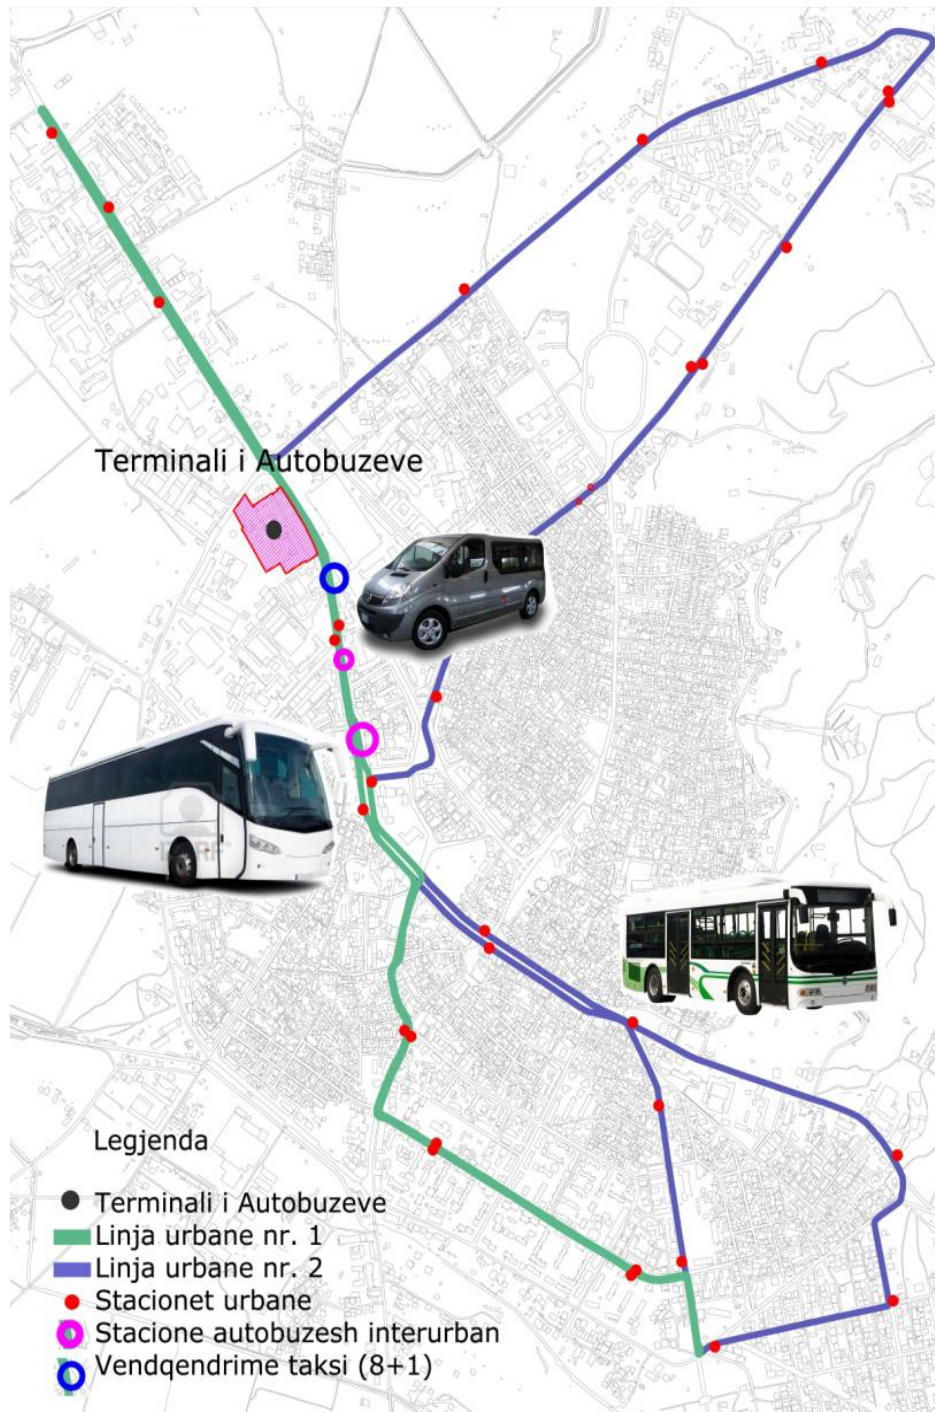 Terminali i Autobuzeve
Legjenda
Terminali i Autobuzeve
Linja urbane nr. 1
Linja urbane nr. 2
Stacionet urbane
Stacione autobuzesh interurban
Vendqendrime taksi (8+1)